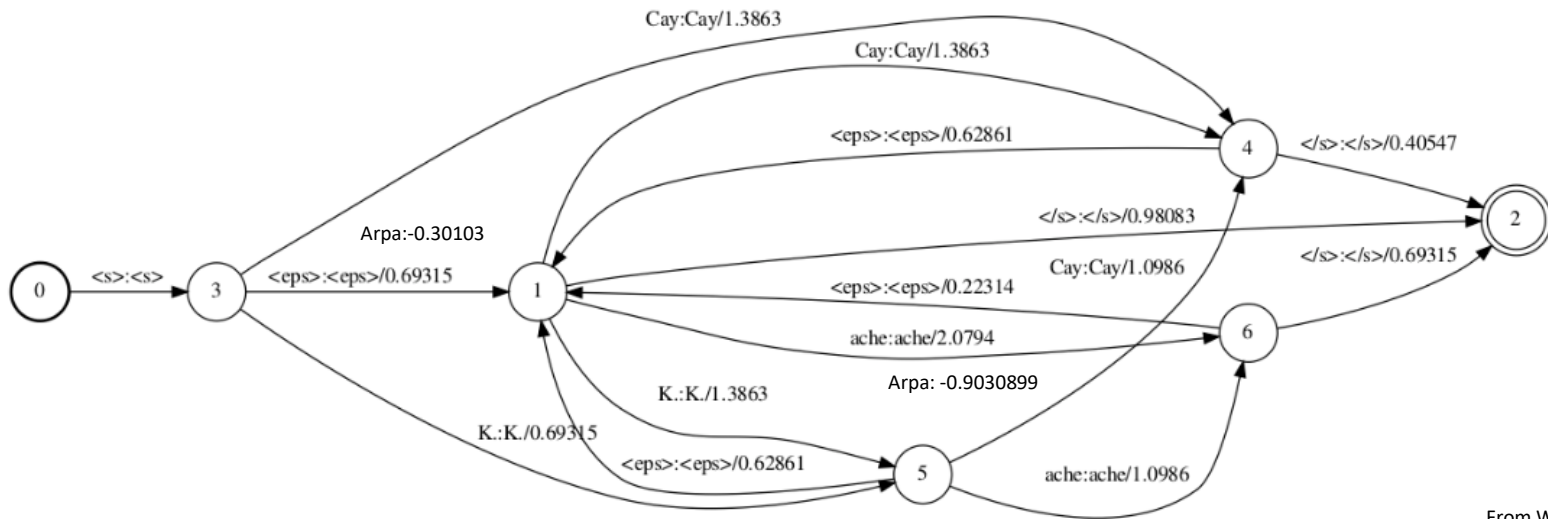 Cay:Cay/1.3863
Cay:Cay/1.3863
<eps>:<eps>/0.62861
4
</s>:</s>/0.40547
</s>:</s>/0.98083
2
Arpa:-0.30103
</s>:</s>/0.69315
Cay:Cay/1.0986
0
<s>:<s>
3
<eps>:<eps>/0.69315
1
<eps>:<eps>/0.22314
6
ache:ache/2.0794
Arpa: -0.9030899
K.:K./1.3863
K.:K./0.69315
<eps>:<eps>/0.62861
5
ache:ache/1.0986
From W